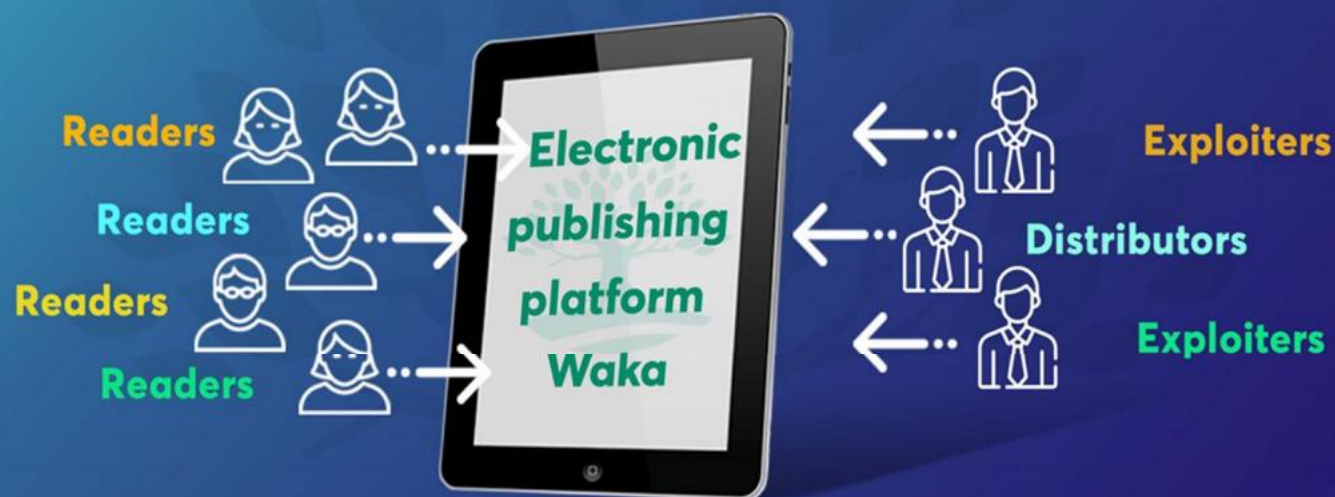 Readers
Readers
Readers
Readers
Electronic
publishing
platform
Waka
Exploiters
Distributors
Exploiters